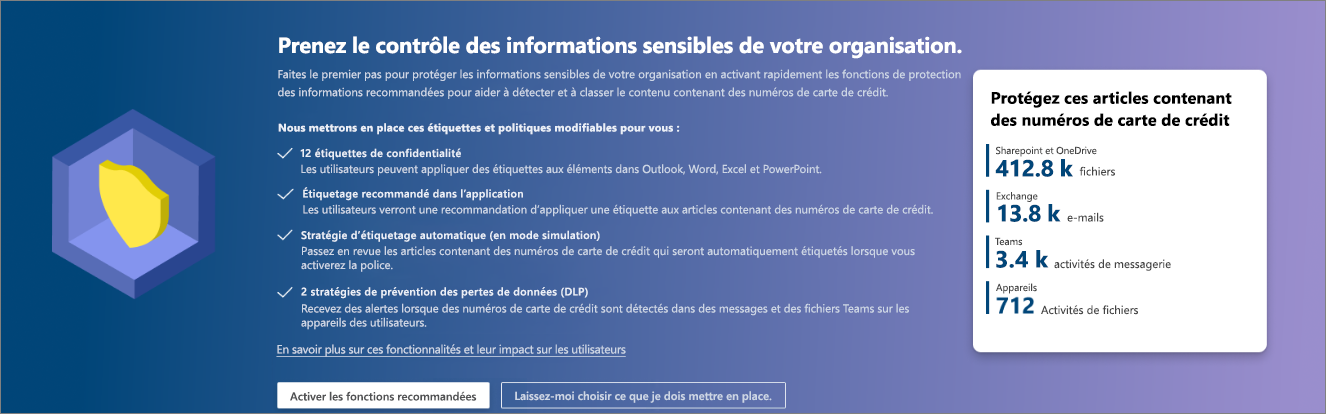 Prenez le contrôle des informations sensibles de votre organisation.
Faites le premier pas pour protéger les informations sensibles de votre organisation en activant rapidement les fonctions de protection
des informations recommandées pour aider à détecter et à classer le contenu contenant des numéros de carte de crédit.
Nous mettrons en place ces étiquettes et politiques modifiables pour vous :
12 étiquettes de confidentialité
Les utilisateurs peuvent appliquer des étiquettes aux éléments dans Outlook, Word, Excel et PowerPoint.
Étiquetage recommandé dans l'application
Les utilisateurs verront une recommandation d'appliquer une étiquette aux articles contenant des numéros de carte de crédit.
Stratégie d'étiquetage automatique (en mode simulation)
Passez en revue les articles contenant des numéros de carte de crédit qui seront automatiquement étiquetés lorsque vous
activerez la police.
2 stratégies de prévention des pertes de données (DLP)
Recevez des alertes lorsque des numéros de carte de crédit sont détectés dans des messages et des fichiers Teams sur les
appareils des utilisateurs.
En savoir plus sur ces fonctionnalités et leur impact sur les utilisateurs
Activer les fonctions recommandées
Laissez-moi choisir ce que je dois mettre en place.
Protégez ces articles contenant
des numéros de carte de crédit
Sharepoint et OneDrive
412.8 k fichiers
Exchange
13.8 k e-mails
Teams
3.4 k activités de messagerie
Appareils
712 Activités de fichiers